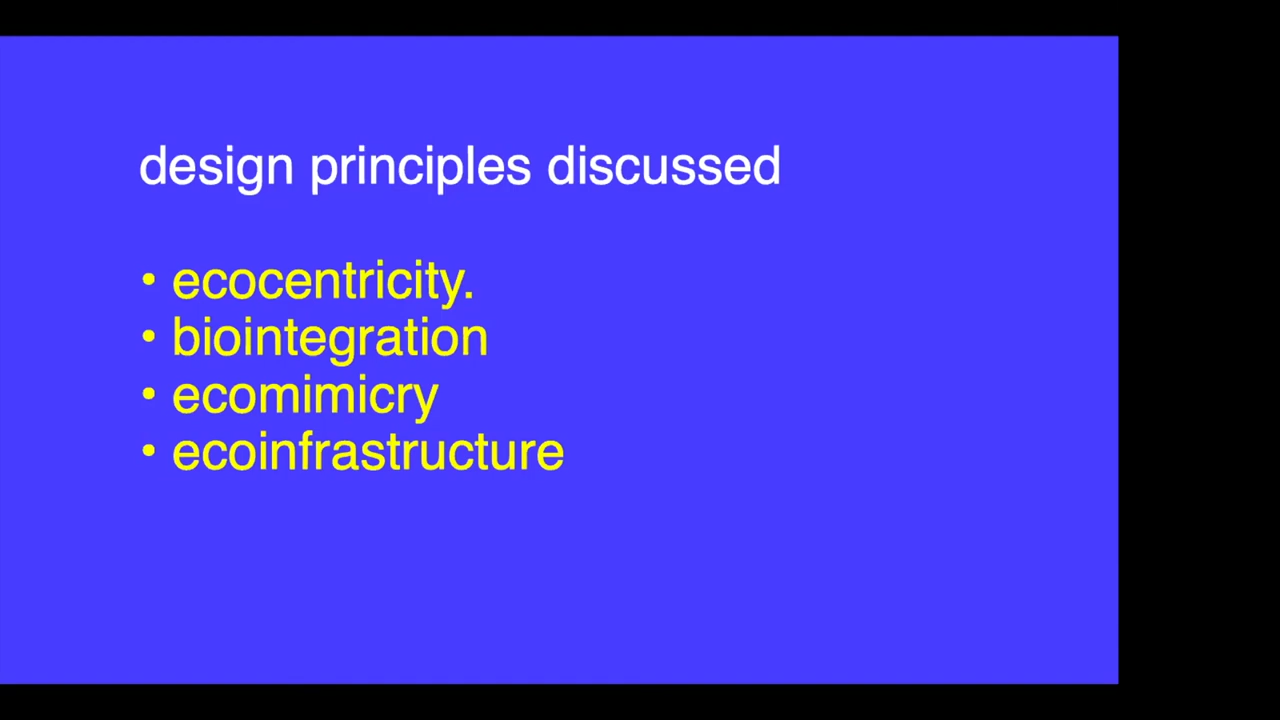 design principles discussed
• ecocentricity.
• biointegration
• ecomimicry
• ecoinfrastructure